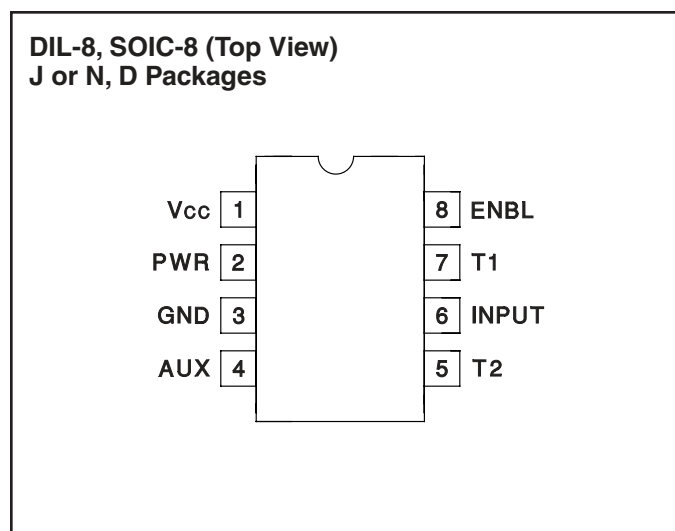 DIL-8, SOIC-8 (Top View)
J or N, D Packages
Vcc 1 8 ENBL
PWR 2 7 T1
GND 3 6 INPUT
AUX 4 5 T2